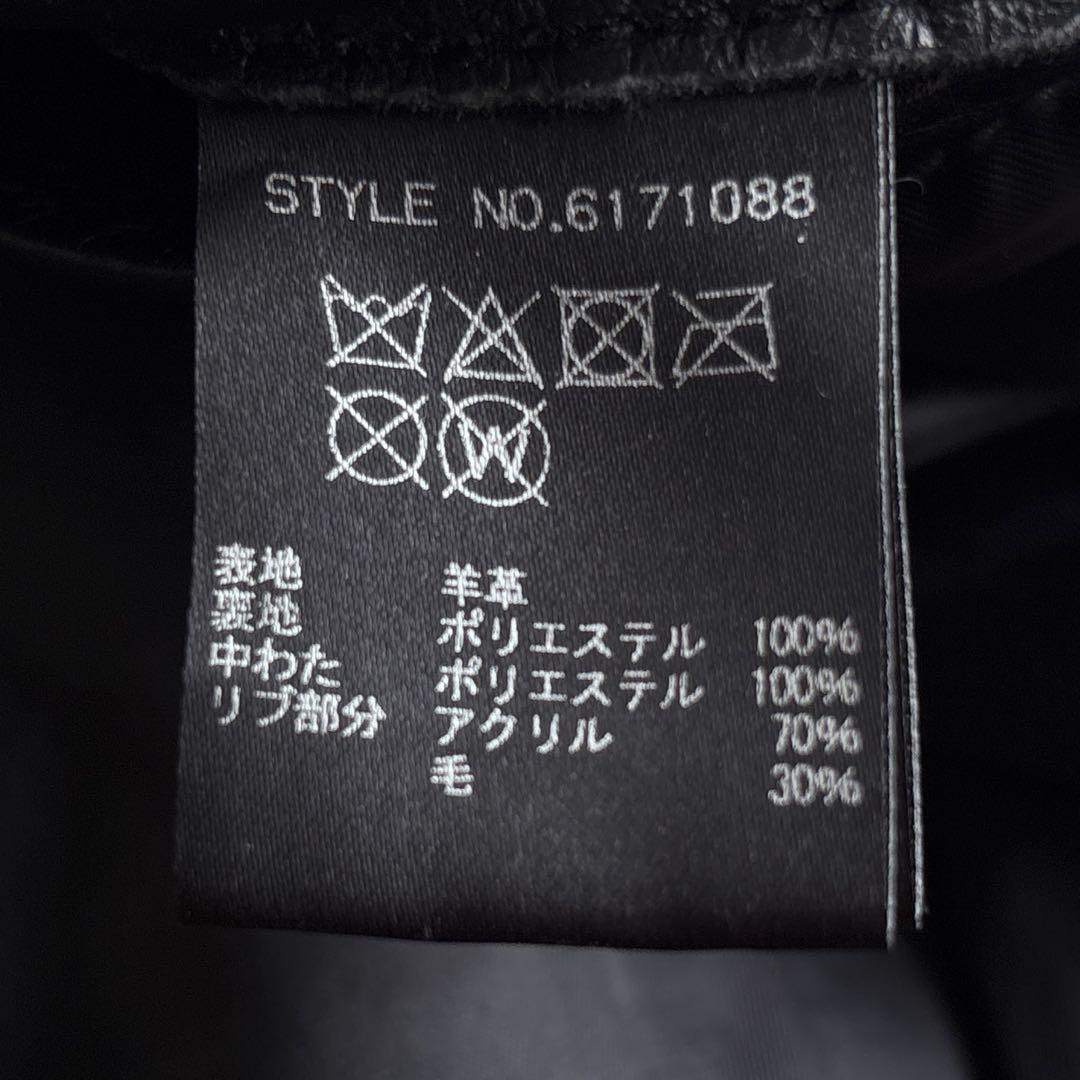 STYLE NO.6171088
W
表地 羊革
裏地 ポリエステル 100%
中わた ポリエステル 100%
リブ部分 アクリル 70%
毛 30%